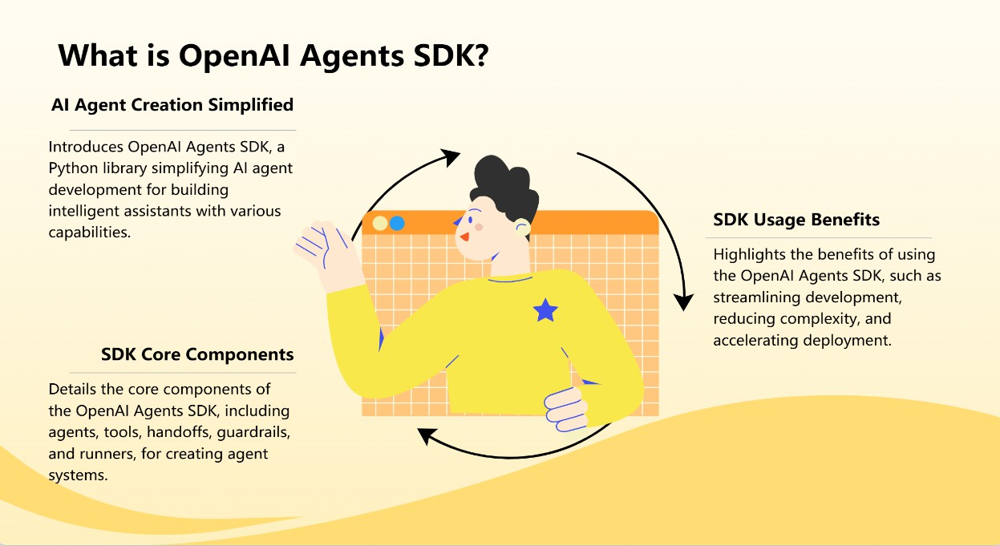 What is OpenAI Agents SDK?
AI Agent Creation Simplified
Introduces OpenAI Agents SDK, a
Python library simplifying AI agent
development for building
intelligent assistants with various
capabilities.
SDK Usage Benefits
Highlights the benefits of using
the OpenAI Agents SDK, such as
streamlining development,
reducing complexity, and
accelerating deployment.
SDK Core Components
Details the core components of
the OpenAI Agents SDK, including
agents, tools, handoffs, guardrails,
and runners, for creating agent
systems.